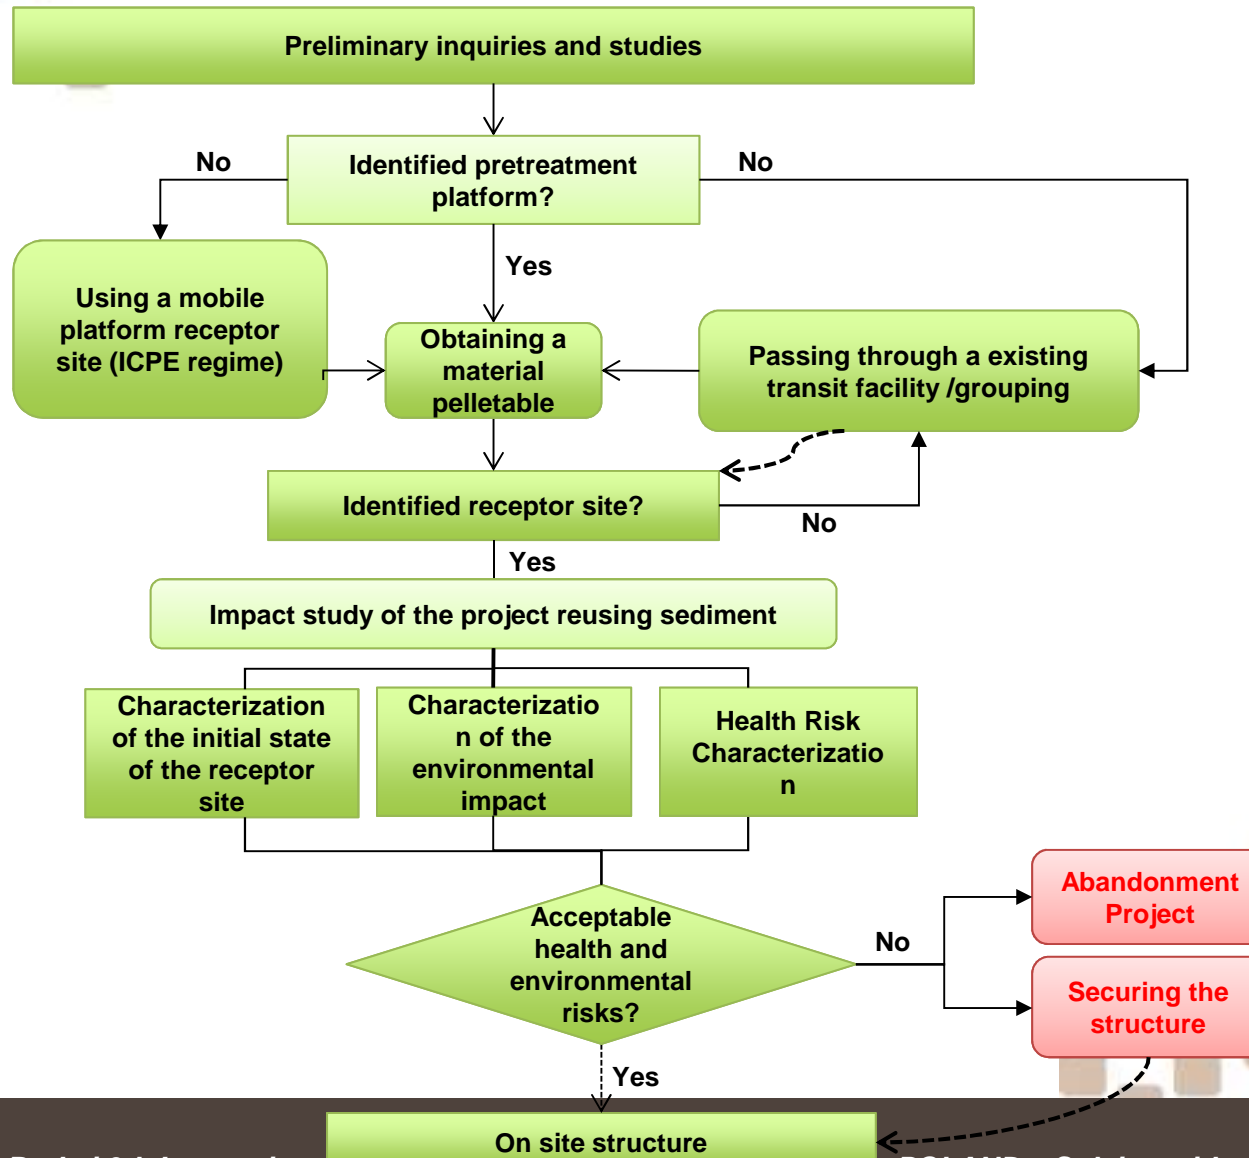 Preliminary inquiries and studies
No
Identified pretreatment
platform?
No
Yes
Using a mobile
platform receptor
site (ICPE regime)
Obtaining a
material
pelletable
Passing through a existing
transit facility /grouping
Identified receptor site?
No
Yes
Impact study of the project reusing sediment
Characterization
of the initial state
of the receptor
site
Characterizatio
n of the
environmental
impact
Health Risk
Characterizatio
n
Acceptable
health and
environmental
risks?
No
Abandonment
Project
Securing the
structure
Yes
On site structure